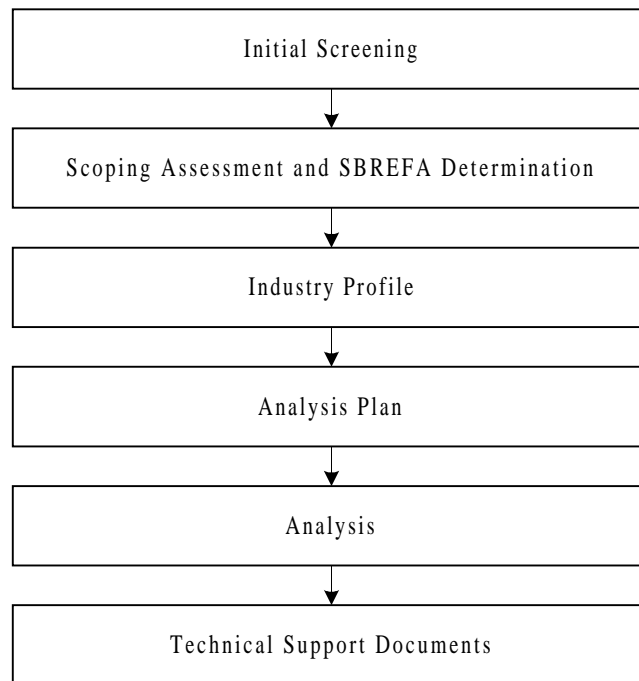 Initial Screening
Scoping Assessment and SBREFA Determination
Industry Profile
Analysis Plan
Analysis
Technical Support Documents